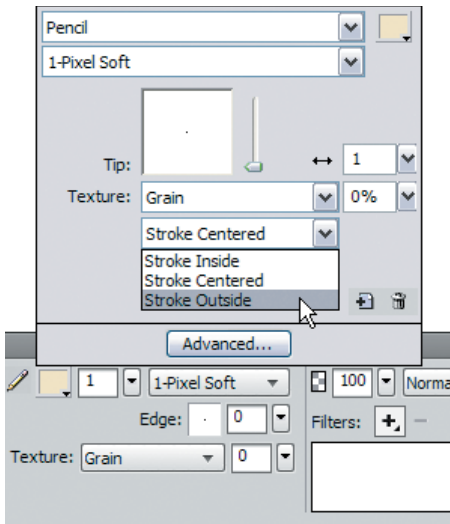 Pencil
1-Pixel Soft
Tip:
1
Texture: Grain 0%
Stroke Centered
Stroke Inside
Stroke Centered
Stroke Outside
Advanced...
1 1-Pixel Soft 100 Norma
Edge: 0 Filters:
Texture: Grain 0